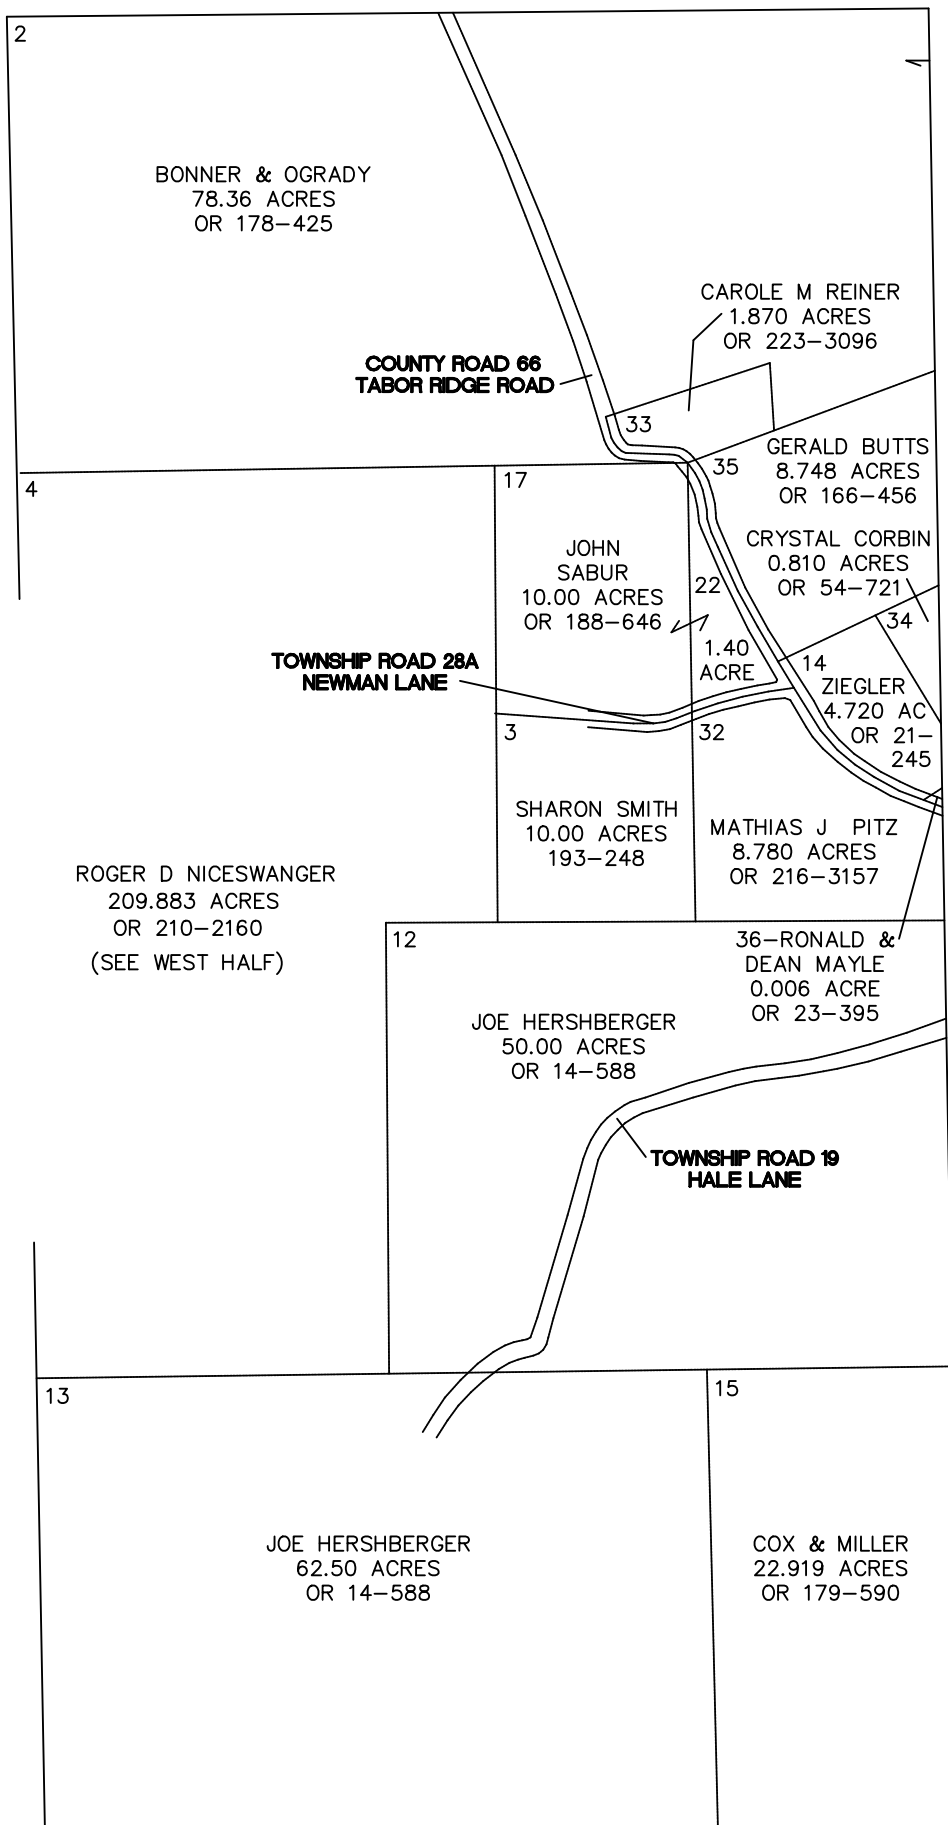 2
BONNER & OGRADY
78.36 ACRES
OR 178-425
CAROLE M REINER
1.870 ACRES
OR 223-3096
COUNTY ROAD 66
TABOR RIDGE ROAD
33
35
GERALD BUTTS
8.748 ACRES
OR 166-456
4
17
CRYSTAL CORBIN
0.810 ACRES
OR 54-721
JOHN
SABUR
10.00 ACRES
OR 188-646
22
1.40
ACRE
34
14
ZIEGLER
4.720 AC
OR 21-
245
TOWNSHIP ROAD 28A
NEWMAN LANE
3
32
SHARON SMITH
10.00 ACRES
193-248
MATHIAS J PITZ
8.780 ACRES
OR 216-3157
ROGER D NICESWANGER
209.883 ACRES
OR 210-2160
(SEE WEST HALF)
12
36-RONALD &
DEAN MAYLE
0.006 ACRE
OR 23-395
JOE HERSHBERGER
50.00 ACRES
OR 14-588
TOWNSHIP ROAD 19
HALE LANE
13
15
JOE HERSHBERGER
62.50 ACRES
OR 14-588
COX & MILLER
22.919 ACRES
OR 179-590